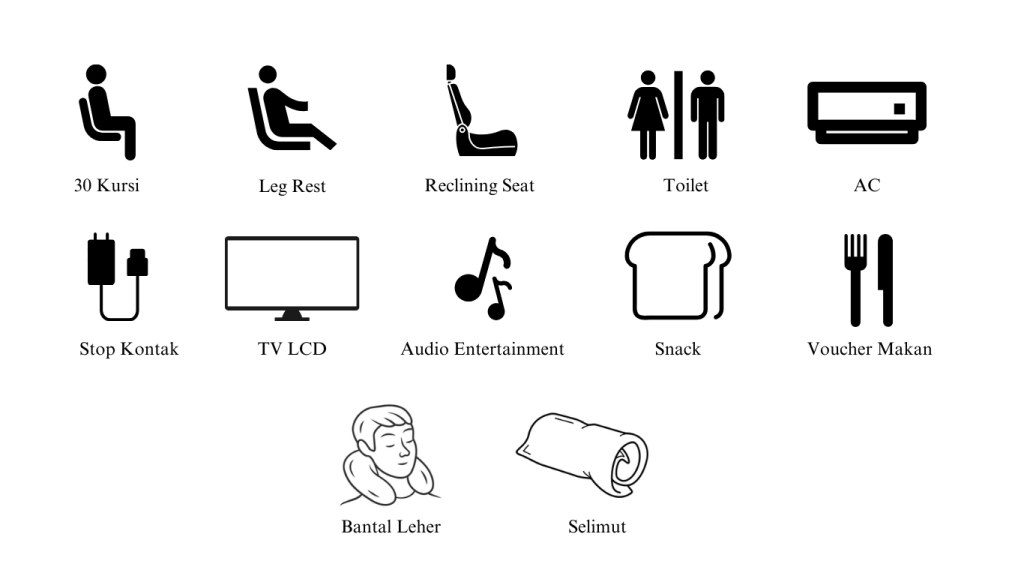 30 Kursi
Leg Rest
Reclining Seat
Toilet
AC
Stop Kontak
TV LCD
Audio Entertainment
Snack
Voucher Makan
Bantal Leher
Selimut